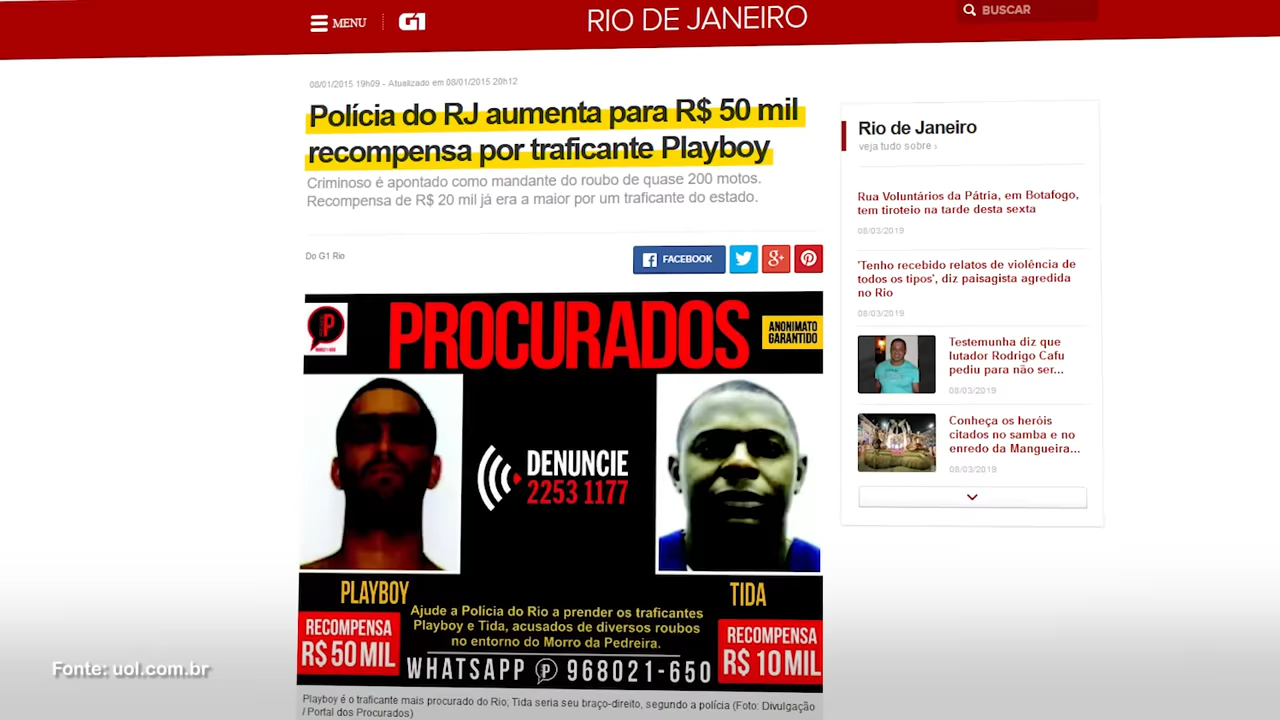 MENU
G1
RIO DE JANEIRO
BUSCAR
08/01/2015 19h09 - Atualizado em 08/01/2015 20h12
Polícia do RJ aumenta para R$ 50 mil
recompensa por traficante Playboy
Criminoso é apontado como mandante do roubo de quase 200 motos.
Recompensa de R$ 20 mil já era a maior por um traficante do estado.
Do G1 Rio
FACEBOOK
PROCURADOS
ANONIMATO
GARANTIDO
DENUNCIE
2253 1177
PLAYBOY
TIDA
RECOMPENSA
R$ 50 MIL
Ajude a Polícia do Rio a prender os traficantes
Playboy e Tida, acusados de diversos roubos
no entorno do Morro da Pedreira.
WHATSAPP 968021-650
RECOMPENSA
R$ 10 MIL
Playboy é o traficante mais procurado do Rio; Tida seria seu braço-direito, segundo a polícia (Foto: Divulgação
/ Portal dos Procurados)
Rio de Janeiro
veja tudo sobre ›
Rua Voluntários da Pátria, em Botafogo,
tem tiroteio na tarde desta sexta
08/03/2019
'Tenho recebido relatos de violência de
todos os tipos', diz paisagista agredida
no Rio
08/03/2019
Testemunha diz que
lutador Rodrigo Cafu
pediu para não ser...
08/03/2019
Conheça os heróis
citados no samba e no
enredo da Mangueira...
08/03/2019
Fonte: uol.com.br